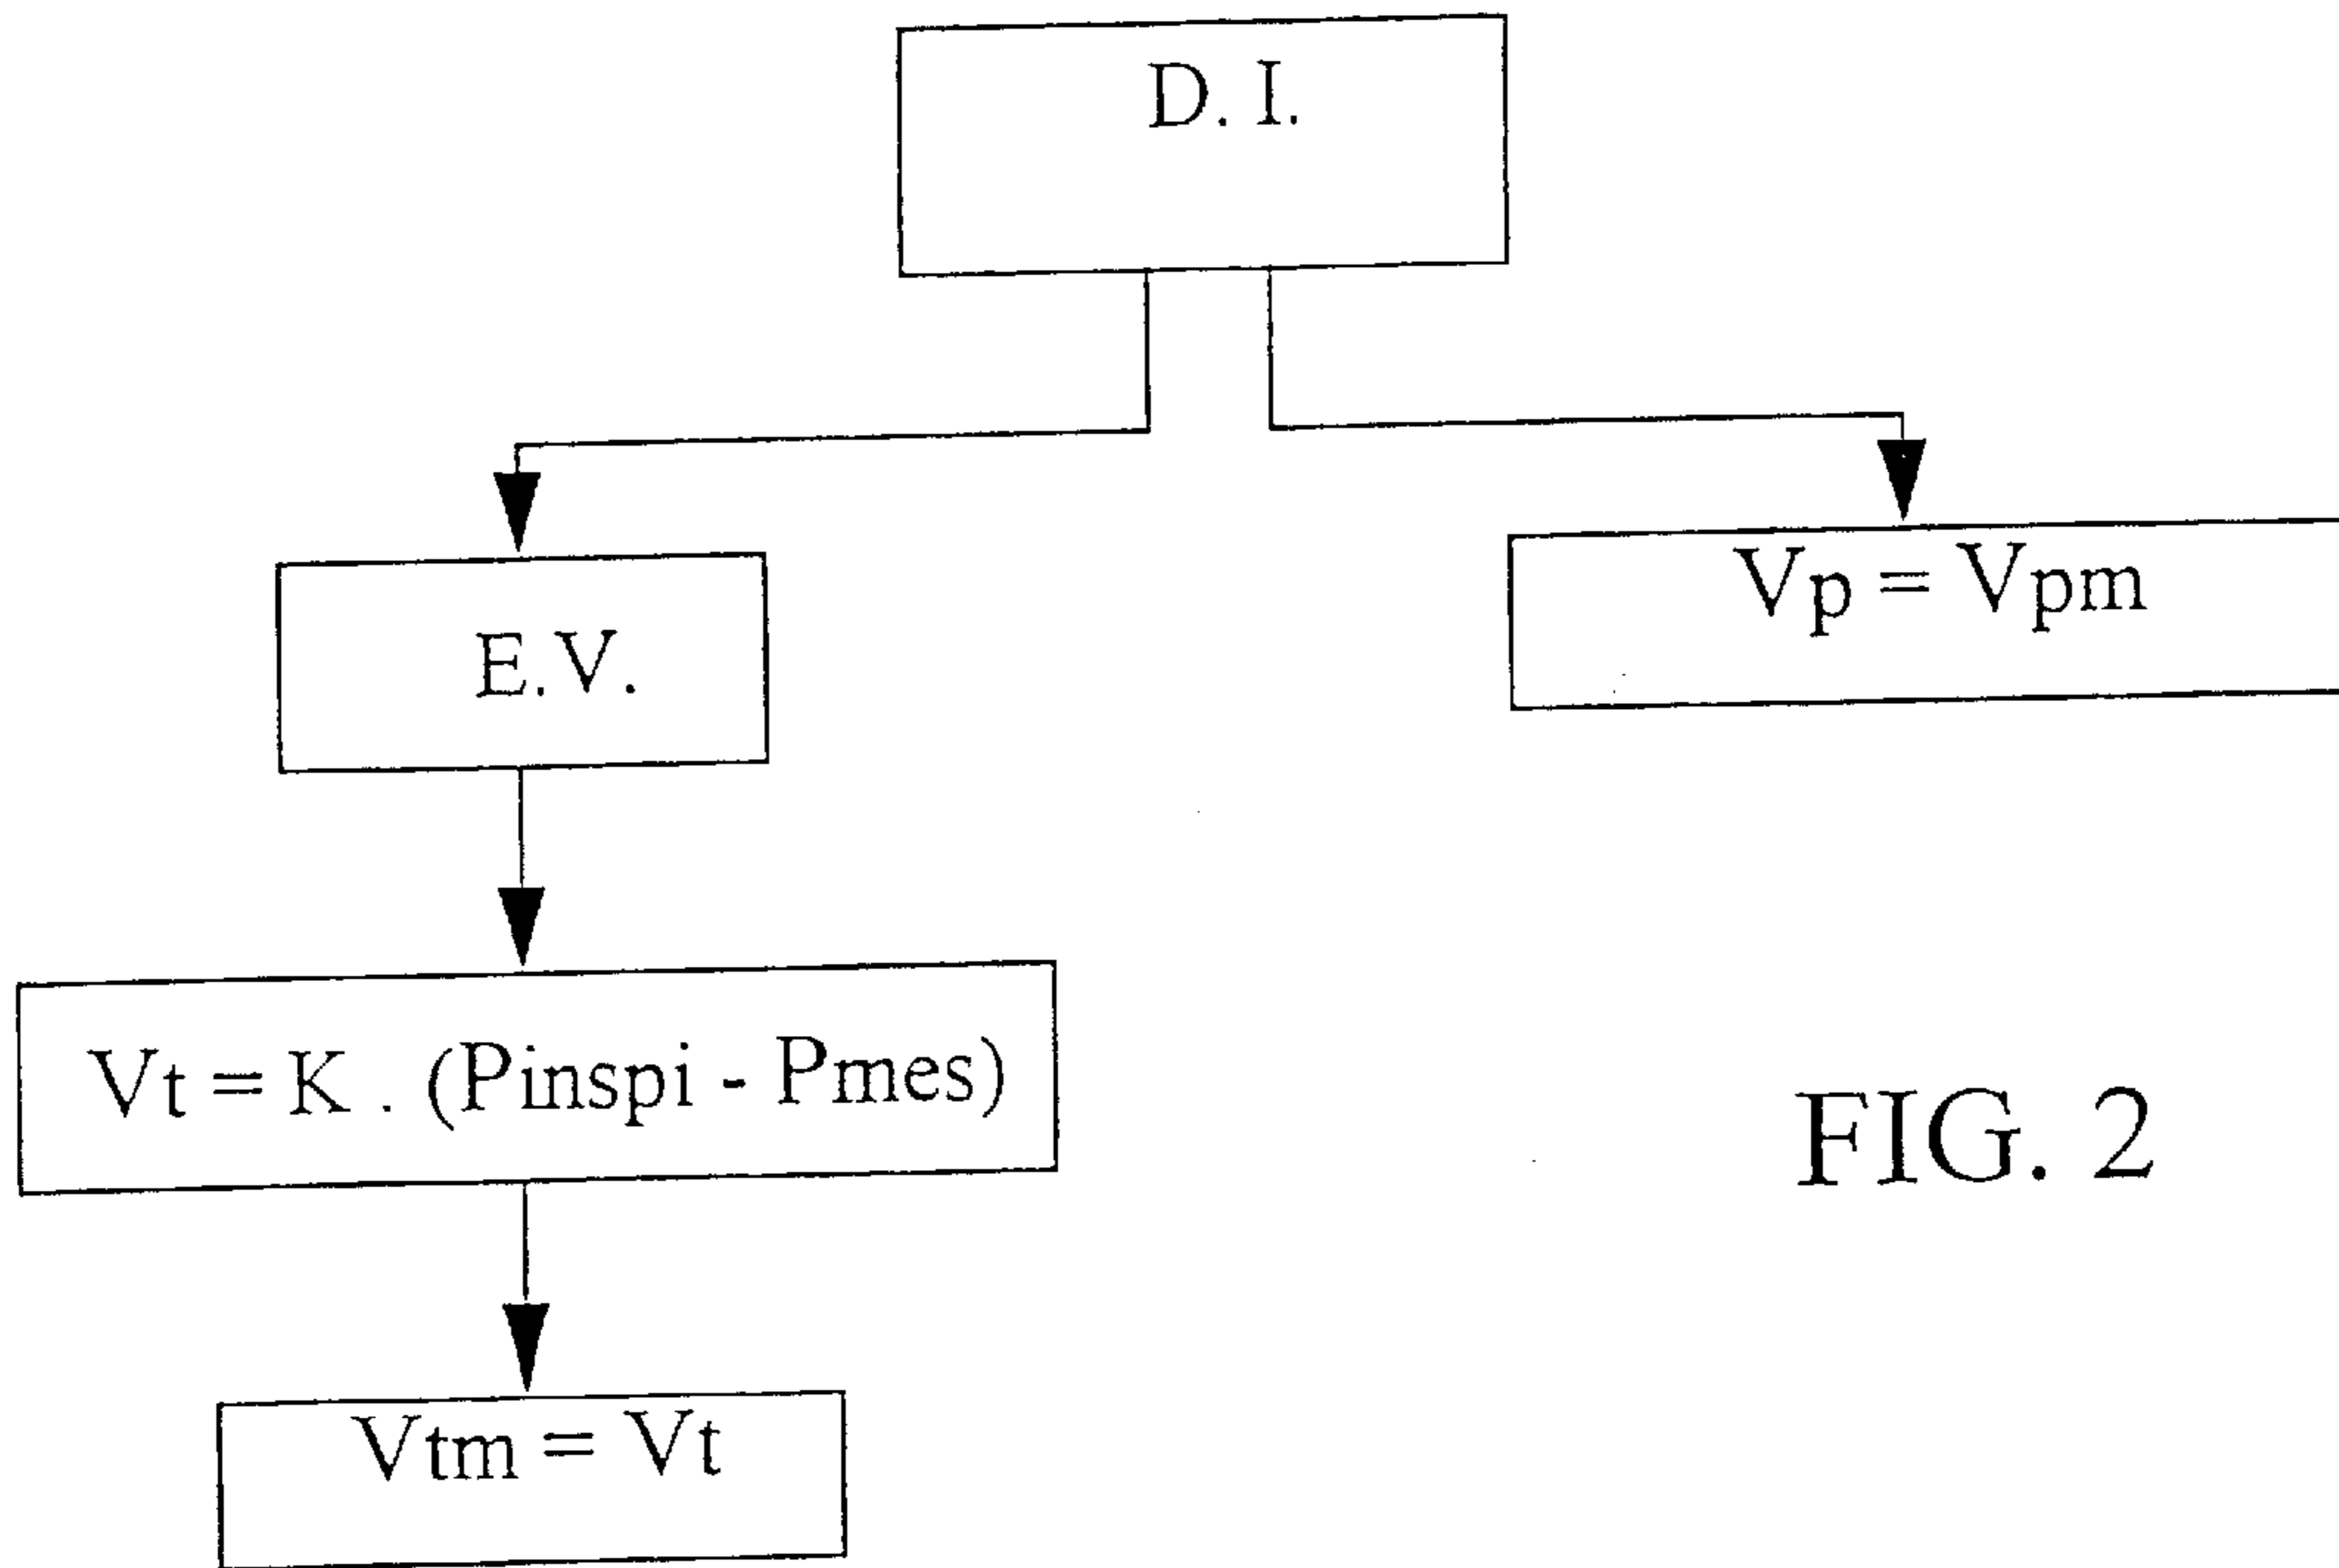 D. I.
E.V.
Vp = Vpm
Vt = K . (Pinspi - Pmes)
FIG. 2
Vtm = Vt